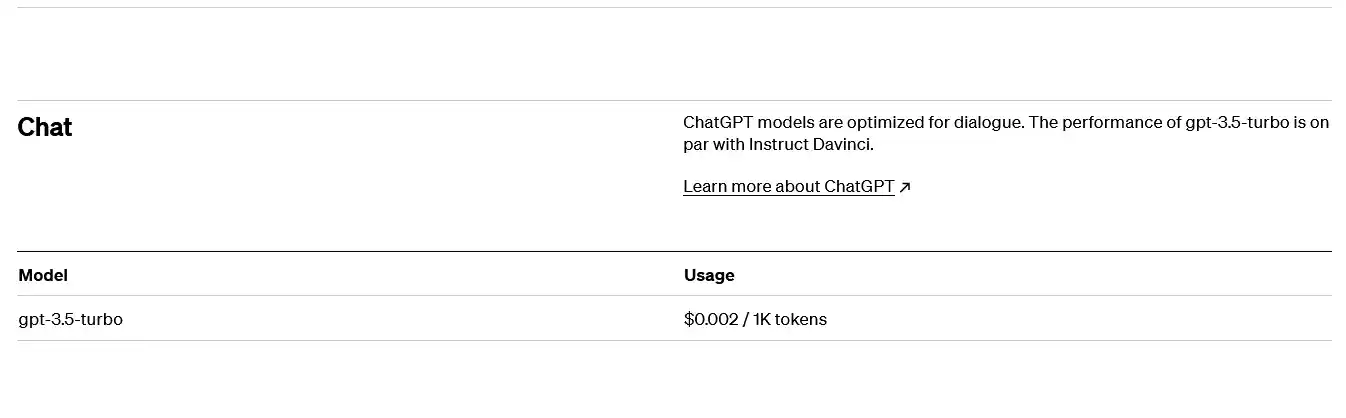 Chat
ChatGPT models are optimized for dialogue. The performance of gpt-3.5-turbo is on
par with Instruct Davinci.
Learn more about ChatGPT ↗
Model Usage
gpt-3.5-turbo $0.002 / 1K tokens